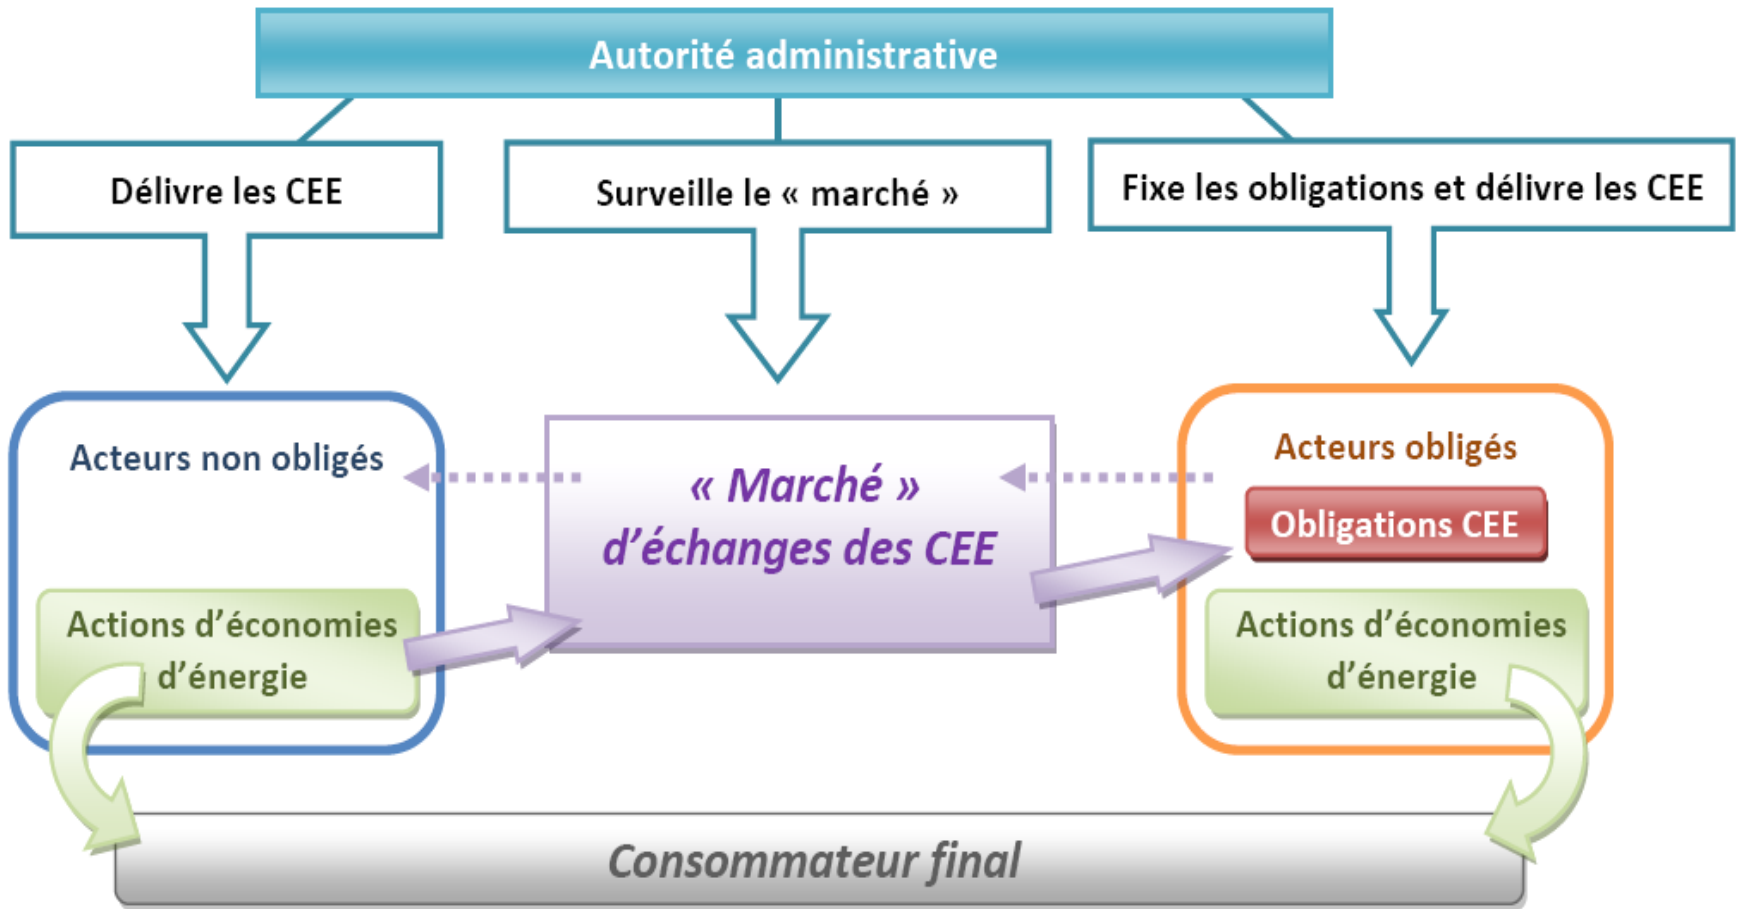 Autorité administrative
Délivre les CEE
Surveille le « marché »
Fixe les obligations et délivre les CEE
Acteurs non obligés
Actions d’économies
d’énergie
« Marché »
d’échanges des CEE
Acteurs obligés
Obligations CEE
Actions d’économies
d’énergie
Consommateur final